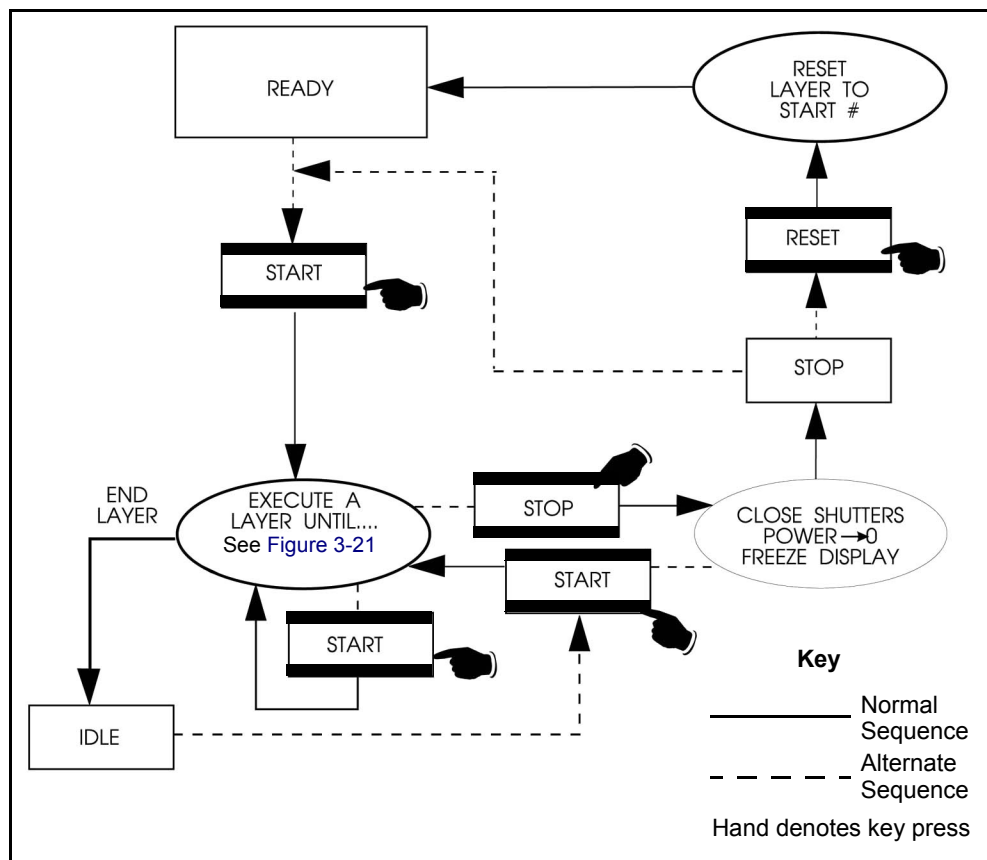 READY
RESET
LAYER TO
START #
START
RESET
STOP
END
LAYER
EXECUTE A
LAYER UNTIL....
See Figure 3-21
STOP
CLOSE SHUTTERS
POWER→0
FREEZE DISPLAY
START
START
IDLE
Key
Normal
Sequence
Alternate
Sequence
Hand denotes key press